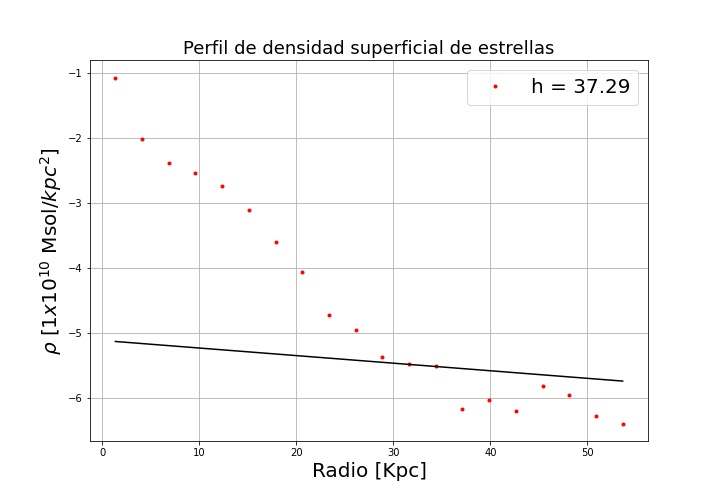 Perfil de densidad superficial de estrellas
h = 37.29
−1
−2
−3
−4
−5
−6
ρ [1x10¹⁰ Msol/kpc²]
0 10 20 30 40 50
Radio [Kpc]